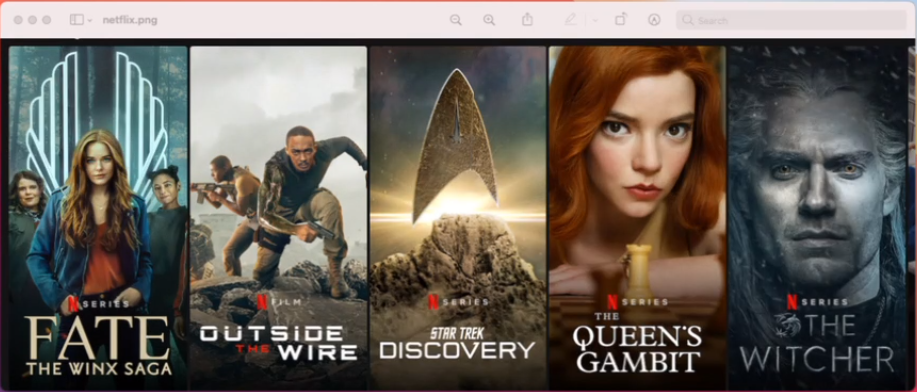 netflix.png
Search
N SERIES
FATE
THE WINX SAGA
N FILM
OUTSIDE
THE WIRE
N SERIES
STAR TREK
DISCOVERY
N SERIES
THE
QUEEN'S
GAMBIT
N SERIES
THE
WITCHER